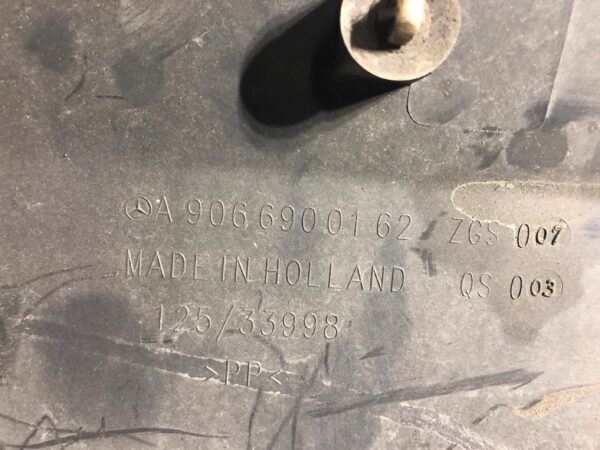 A 906 690 01 62 ZGS 007
MADE IN HOLLAND QS 003
125/33998
>PP<